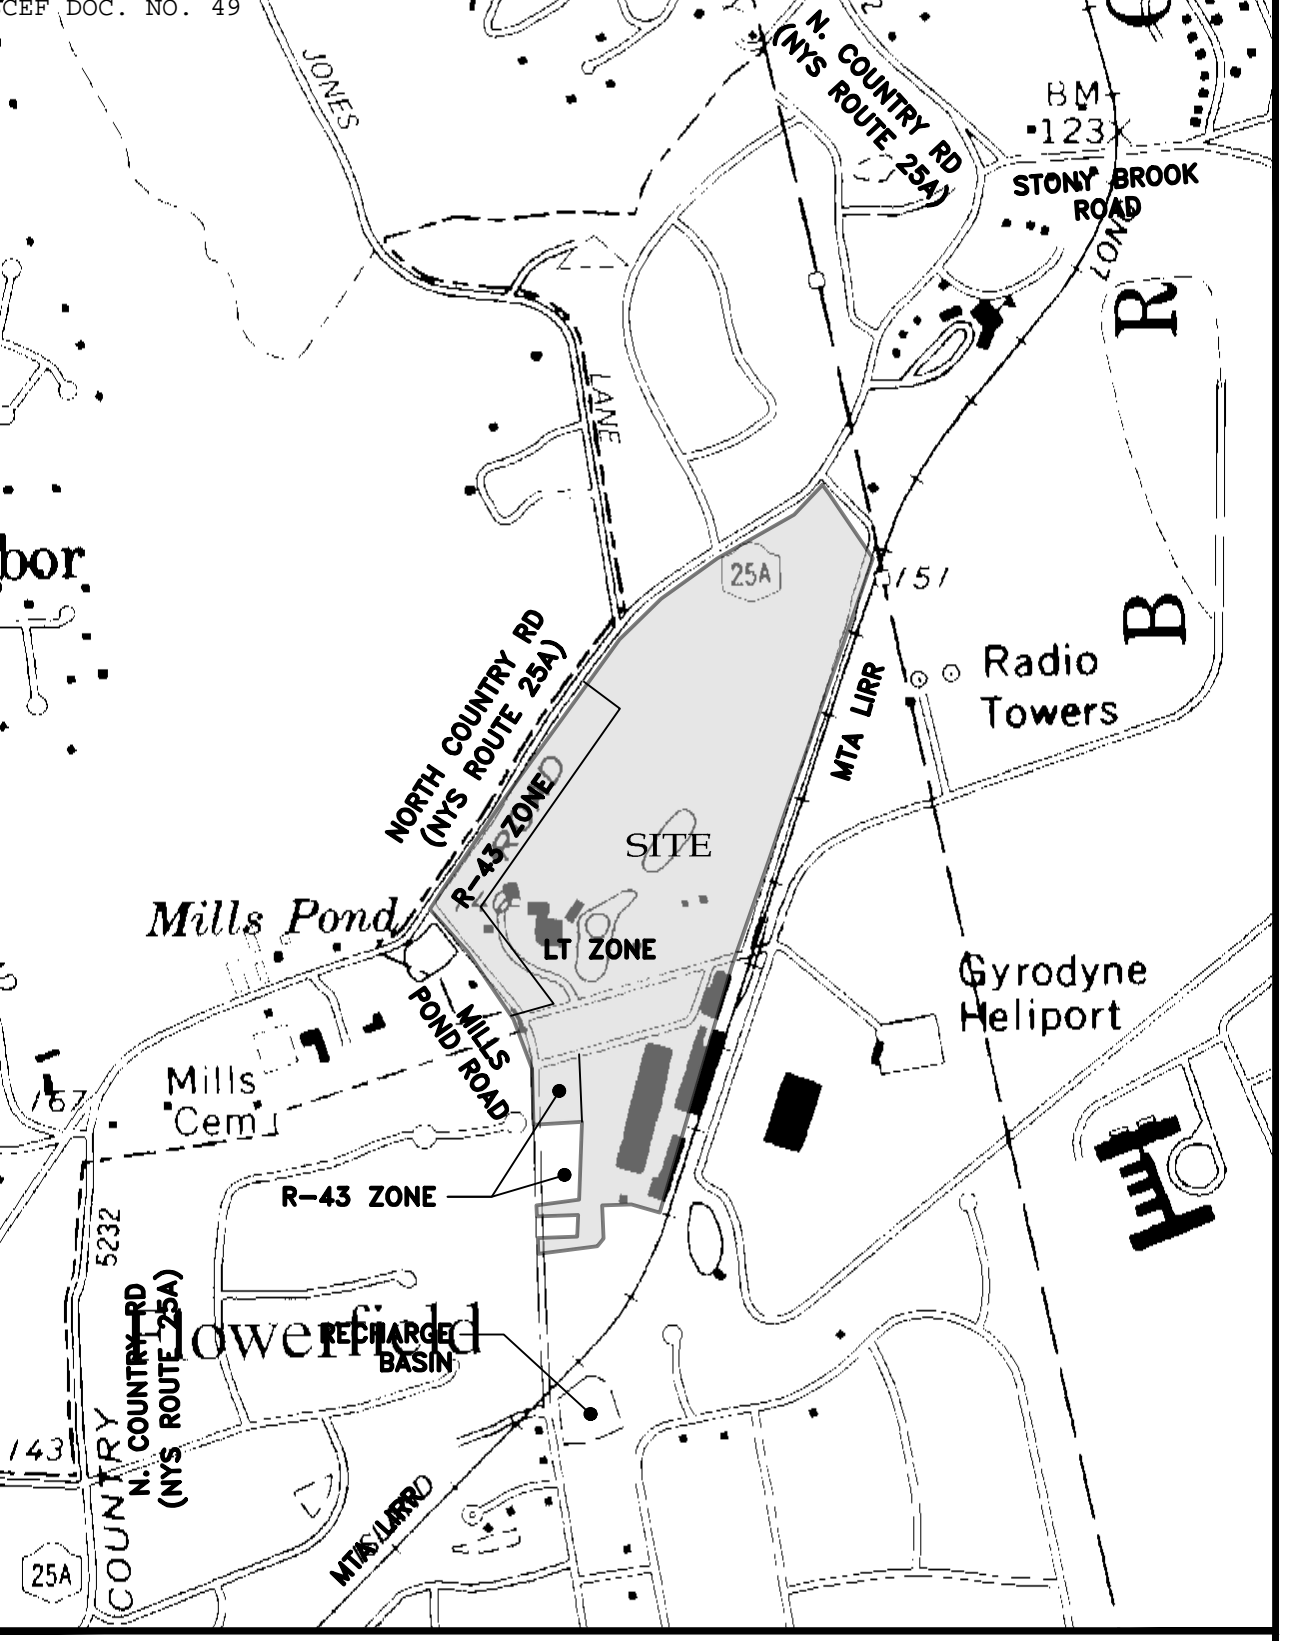 CEF DOC. NO. 49
JONES
N. COUNTRY RD
(NYS ROUTE 25A)
BM
123
STONY BROOK
ROAD
LONG
R
LANE
bor
25A
151
B
NORTH COUNTRY RD
(NYS ROUTE 25A)
Radio
Towers
MTA LIRR
R-43 ZONE
SITE
Mills Pond
LT ZONE
Gyrodyne
Heliport
MILLS
POND ROAD
Mills
Cem
167
R-43 ZONE
5232
N. COUNTRY RD
(NYS ROUTE 25A)
Flowerfield
RECHARGE
BASIN
143
COUNTRY
MTA LIRR
25A